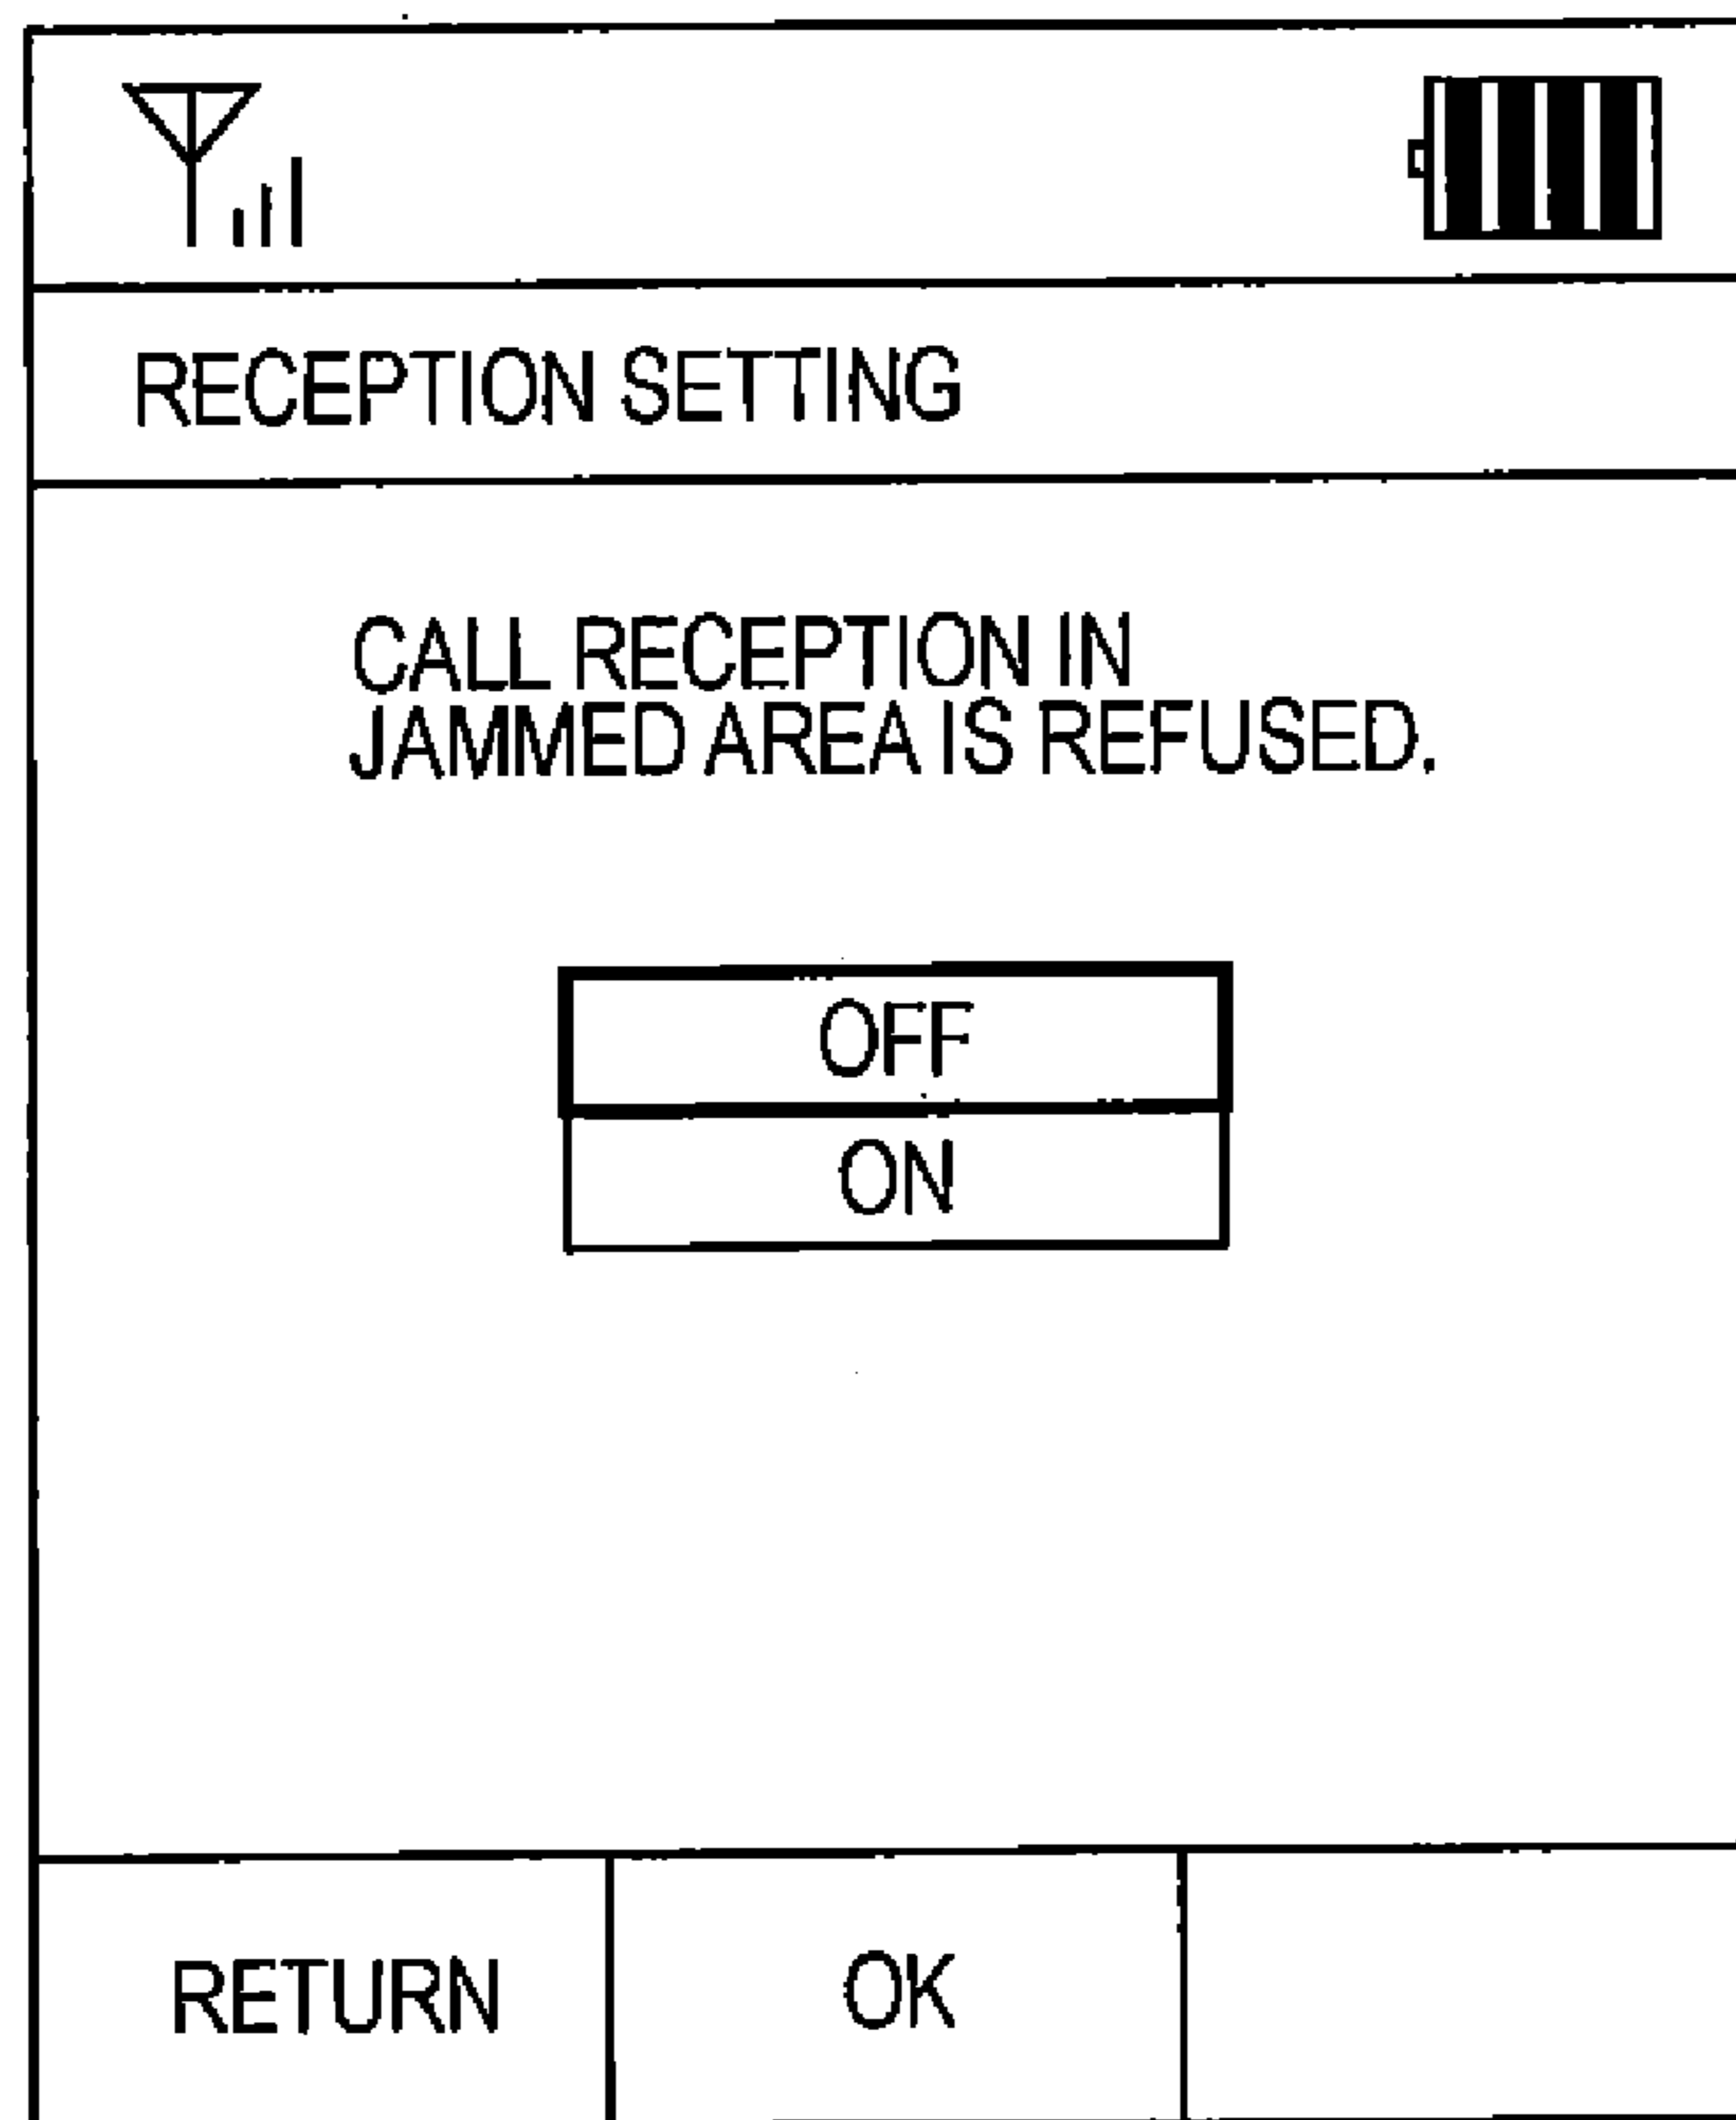 RECEPTION SETTING
CALL RECEPTION IN
JAMMED AREA IS REFUSED.
OFF
ON
RETURN OK